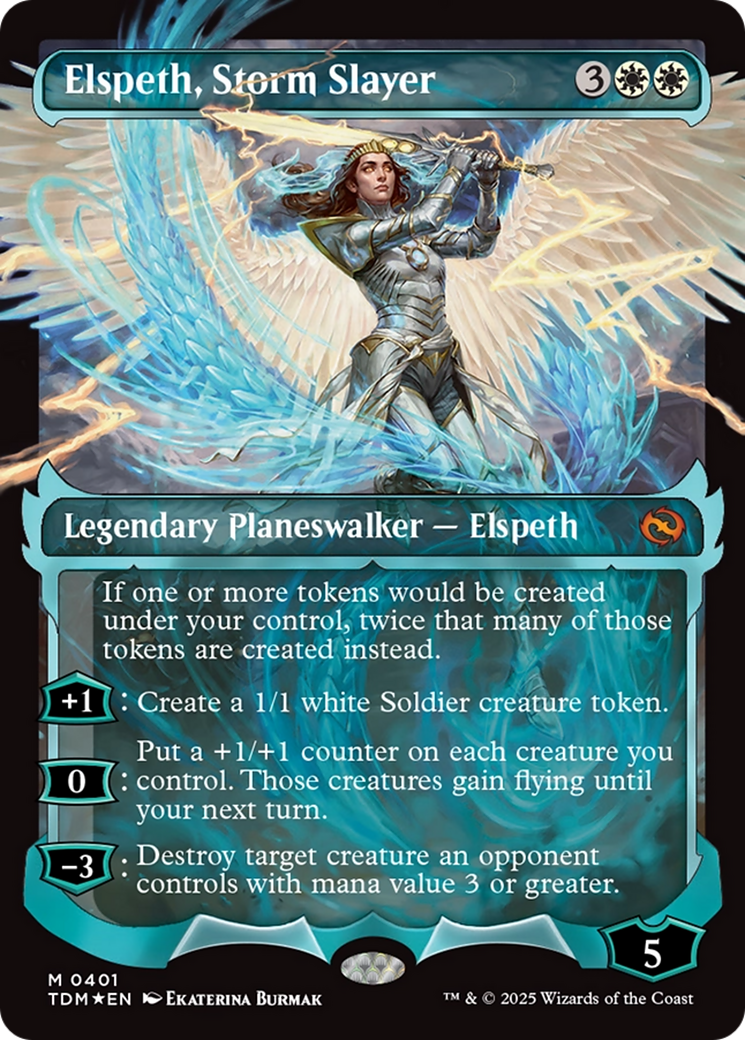 Elspeth, Storm Slayer 3
Legendary Planeswalker — Elspeth
If one or more tokens would be created
under your control, twice that many of those
tokens are created instead.
+1 : Create a 1/1 white Soldier creature token.
Put a +1/+1 counter on each creature you
0 : control. Those creatures gain flying until
your next turn.
−3 : Destroy target creature an opponent
controls with mana value 3 or greater.
5
M 0401
TDM★EN Ekaterina Burmak ™ & © 2025 Wizards of the Coast